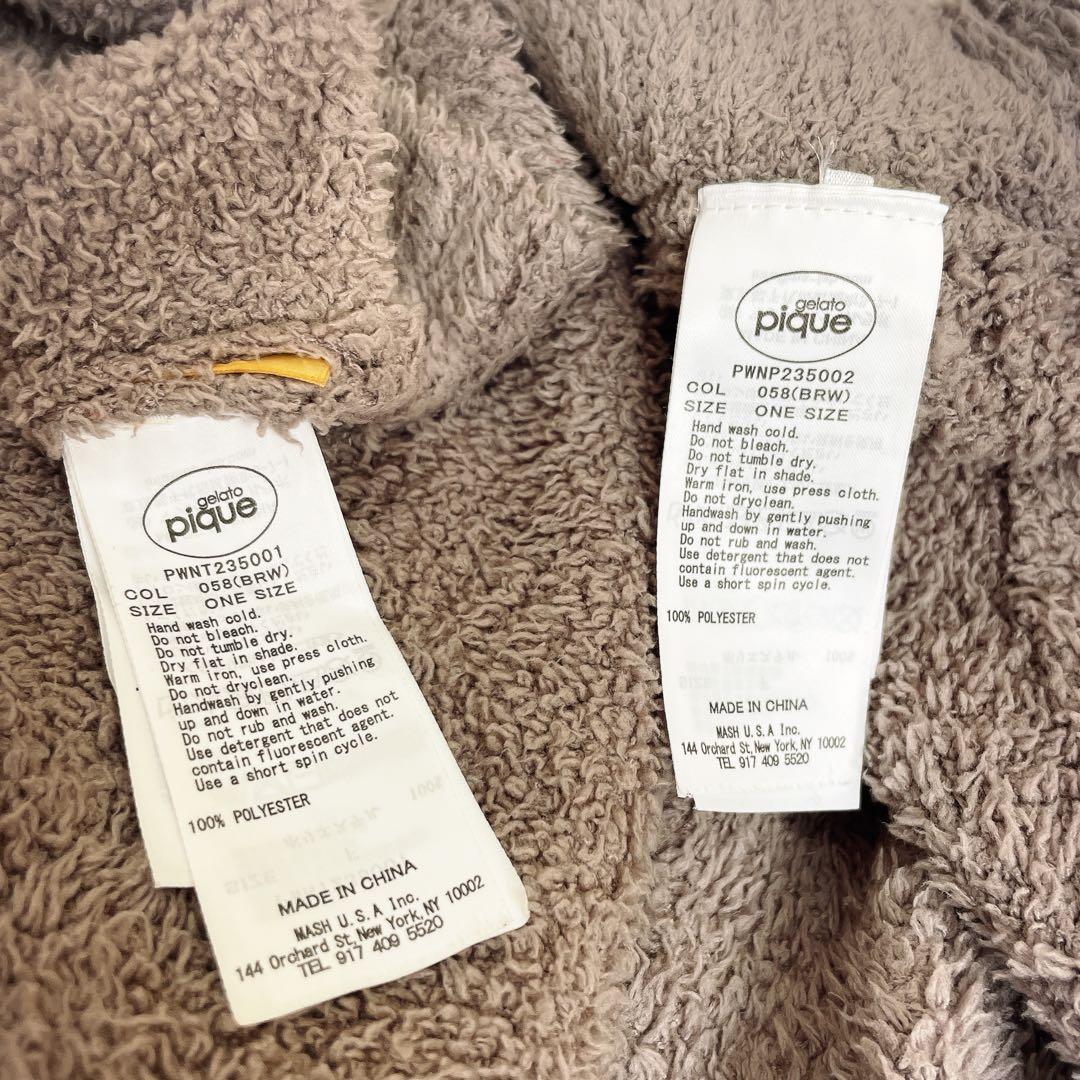 gelato
pique
PWNT235001
COL 058(BRW)
SIZE ONE SIZE
Hand wash cold.
Do not bleach.
Do not tumble dry.
Dry flat in shade.
Warm iron, use press cloth.
Do not dryclean.
Handwash by gently pushing
up and down in water.
Do not rub and wash.
Use detergent that does not
contain fluorescent agent.
Use a short spin cycle.
100% POLYESTER
MADE IN CHINA
MASH U.S.A Inc.
144 Orchard St, New York, NY 10002
TEL 917 409 5520
gelato
pique
PWNP235002
COL 058(BRW)
SIZE ONE SIZE
Hand wash cold.
Do not bleach.
Do not tumble dry.
Dry flat in shade.
Warm iron, use press cloth.
Do not dryclean.
Handwash by gently pushing
up and down in water.
Do not rub and wash.
Use detergent that does not
contain fluorescent agent.
Use a short spin cycle.
100% POLYESTER
MADE IN CHINA
MASH U.S.A Inc.
144 Orchard St, New York, NY 10002
TEL 917 409 5520